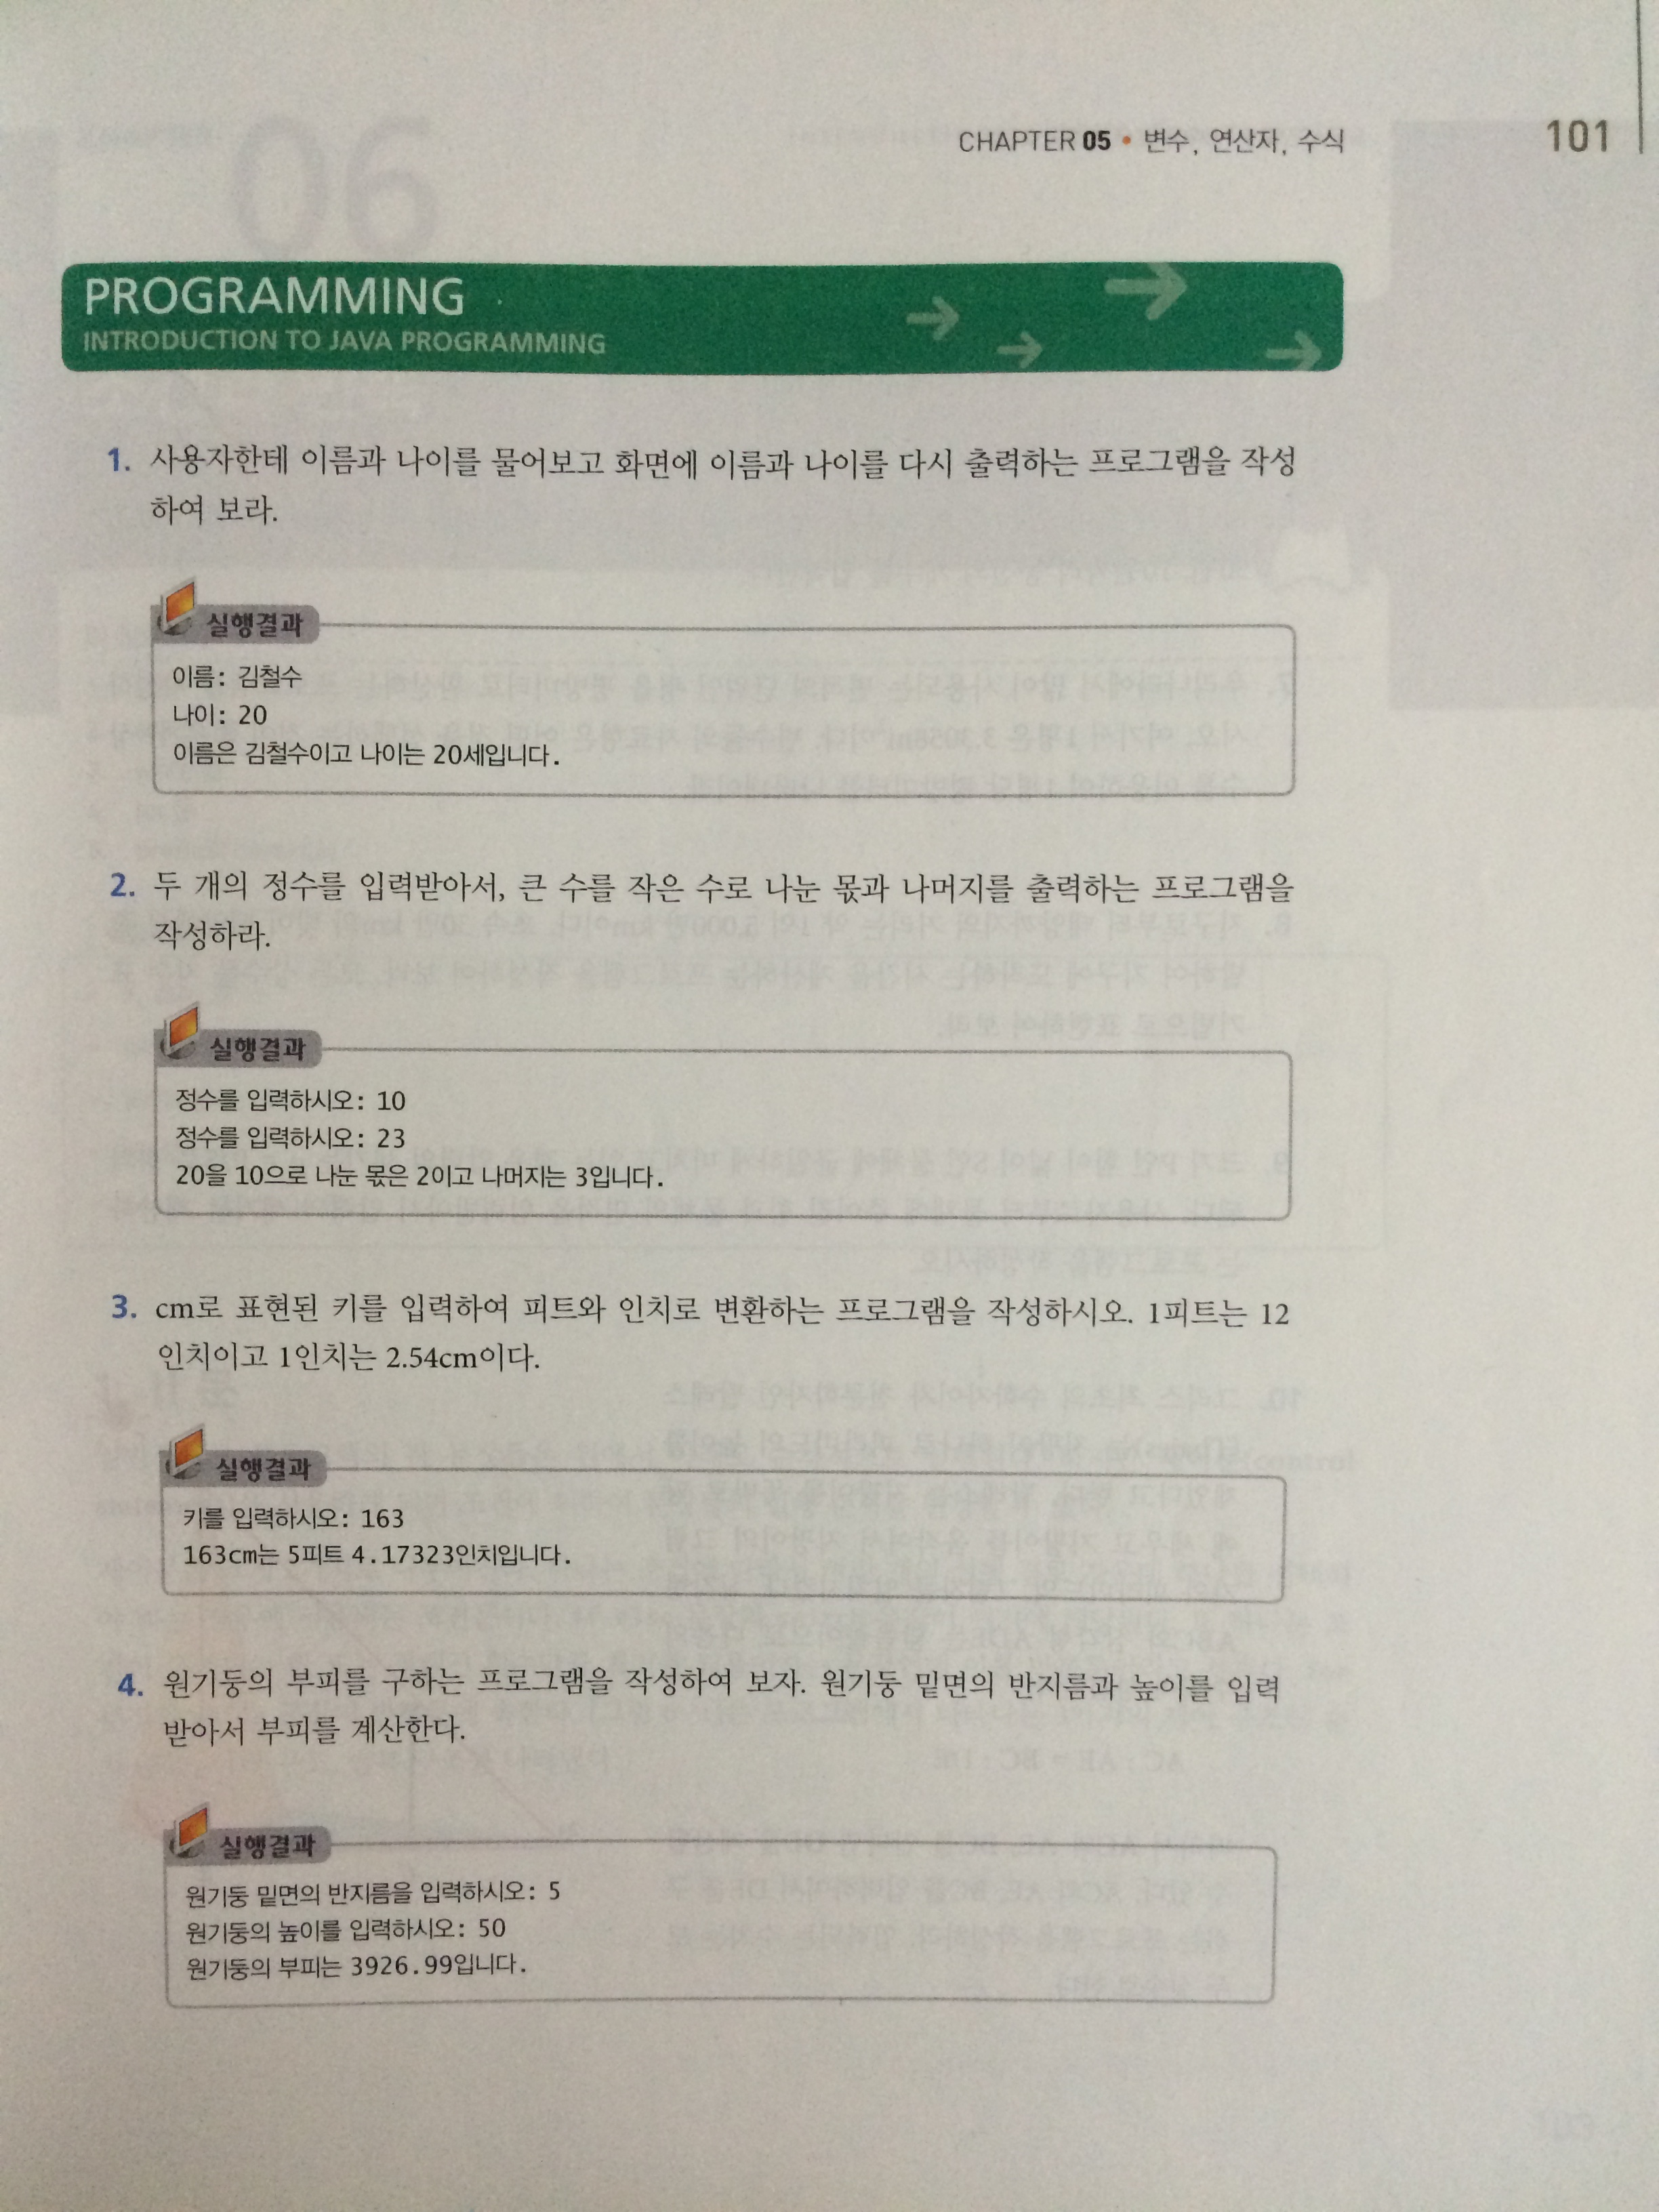 CHAPTER 05 • 변수, 연산자, 수식 101
06
PROGRAMMING
INTRODUCTION TO JAVA PROGRAMMING
1. 사용자한테 이름과 나이를 물어보고 화면에 이름과 나이를 다시 출력하는 프로그램을 작성
하여 보라.
실행결과
이름: 김철수
나이: 20
이름은 김철수이고 나이는 20세입니다.
2. 두 개의 정수를 입력받아서, 큰 수를 작은 수로 나눈 몫과 나머지를 출력하는 프로그램을
작성하라.
실행결과
정수를 입력하시오: 10
정수를 입력하시오: 23
20을 10으로 나눈 몫은 2이고 나머지는 3입니다.
3. cm로 표현된 키를 입력하여 피트와 인치로 변환하는 프로그램을 작성하시오. 1피트는 12
인치이고 1인치는 2.54cm이다.
실행결과
키를 입력하시오: 163
163cm는 5피트 4.17323인치입니다.
4. 원기둥의 부피를 구하는 프로그램을 작성하여 보자. 원기둥 밑면의 반지름과 높이를 입력
받아서 부피를 계산한다.
실행결과
원기둥 밑면의 반지름을 입력하시오: 5
원기둥의 높이를 입력하시오: 50
원기둥의 부피는 3926.99입니다.